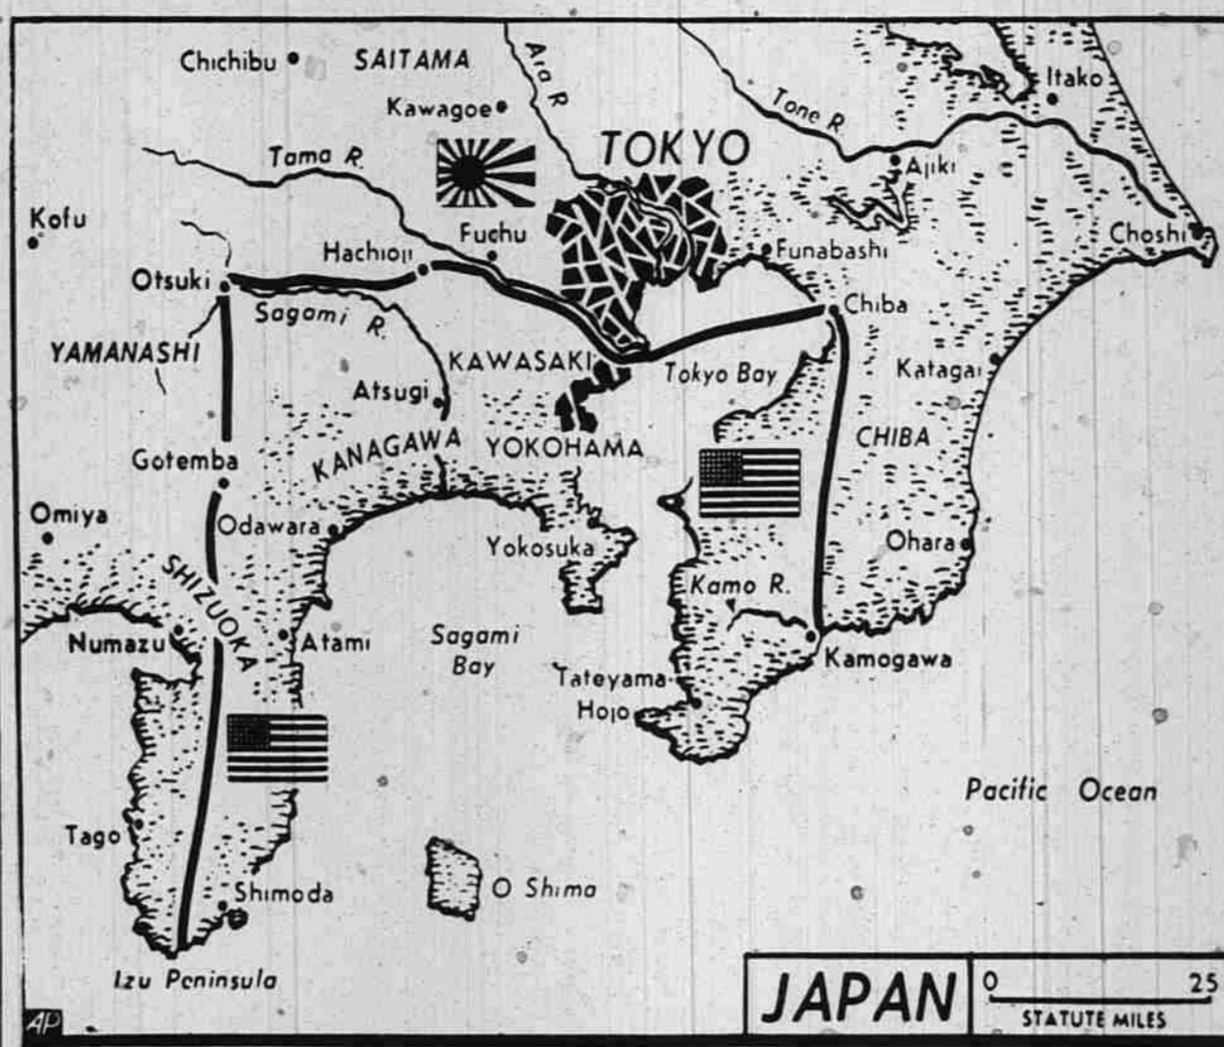 Chichibu
SAITAMA
Ara R
Itako
Kawagoe
Tone R.
TOKYO
Tama R.
Ajiki
Kofu
Fuchu
Choshi
Hachioji
Funabashi
Otsuki
Sagami R.
Chiba
YAMANASHI
KAWASAKI
Tokyo Bay
Katagai
Atsugi
KANAGAWA
YOKOHAMA
CHIBA
Gotemba
Omiya
Odawara
Yokosuka
Ohara
SHIZUOKA
Kamo R.
Numazu
Atami
Sagami
Bay
Kamogawa
Tateyama
Hojo
Pacific Ocean
Tago
Shimoda
O Shima
Izu Peninsula
JAPAN
0 25
STATUTE MILES
AP